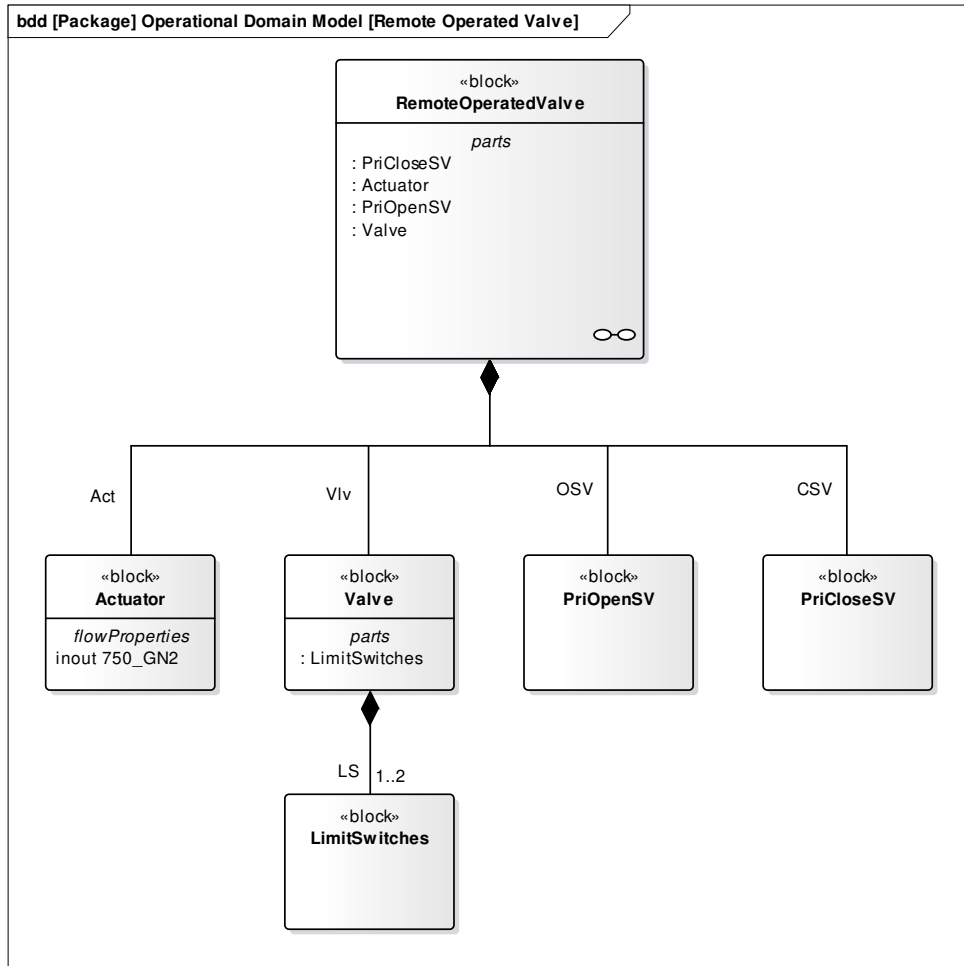 bdd [Package] Operational Domain Model [Remote Operated Valve]
«block»
RemoteOperatedValve
parts
: PriCloseSV
: Actuator
: PriOpenSV
: Valve
Act
Vlv
OSV
CSV
«block»
Actuator
flowProperties
inout 750_GN2
«block»
Valve
parts
: LimitSwitches
«block»
PriOpenSV
«block»
PriCloseSV
LS
1..2
«block»
LimitSwitches